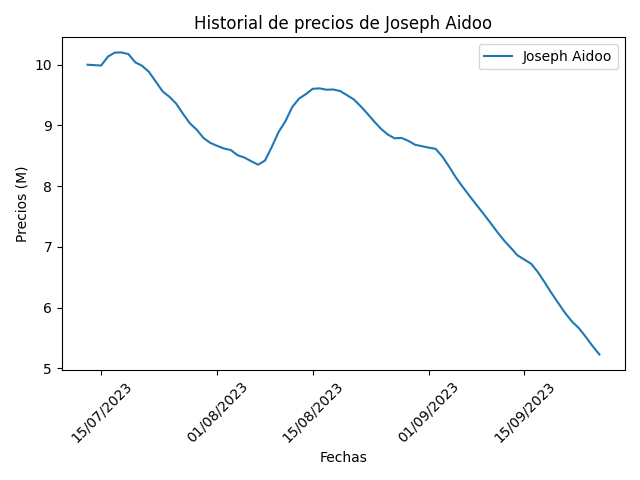 Historial de precios de Joseph Aidoo
Joseph Aidoo
Precios (M)
10
9
8
7
6
5
15/07/2023
01/08/2023
15/08/2023
01/09/2023
15/09/2023
Fechas